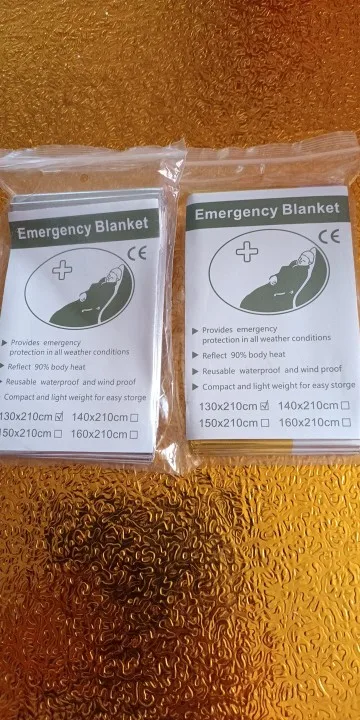 Emergency Blanket
CE
▶ Provides emergency
protection in all weather conditions
▶ Reflect 90% body heat
▶ Reusable waterproof and wind proof
Compact and light weight for easy storge
130x210cm ☑ 140x210cm ☐
150x210cm ☐ 160x210cm ☐
Emergency Blanket
CE
▶ Provides emergency
protection in all weather conditions
▶ Reflect 90% body heat
▶ Reusable waterproof and wind proof
▶ Compact and light weight for easy storge
130x210cm ☑ 140x210cm ☐
150x210cm ☐ 160x210cm ☐